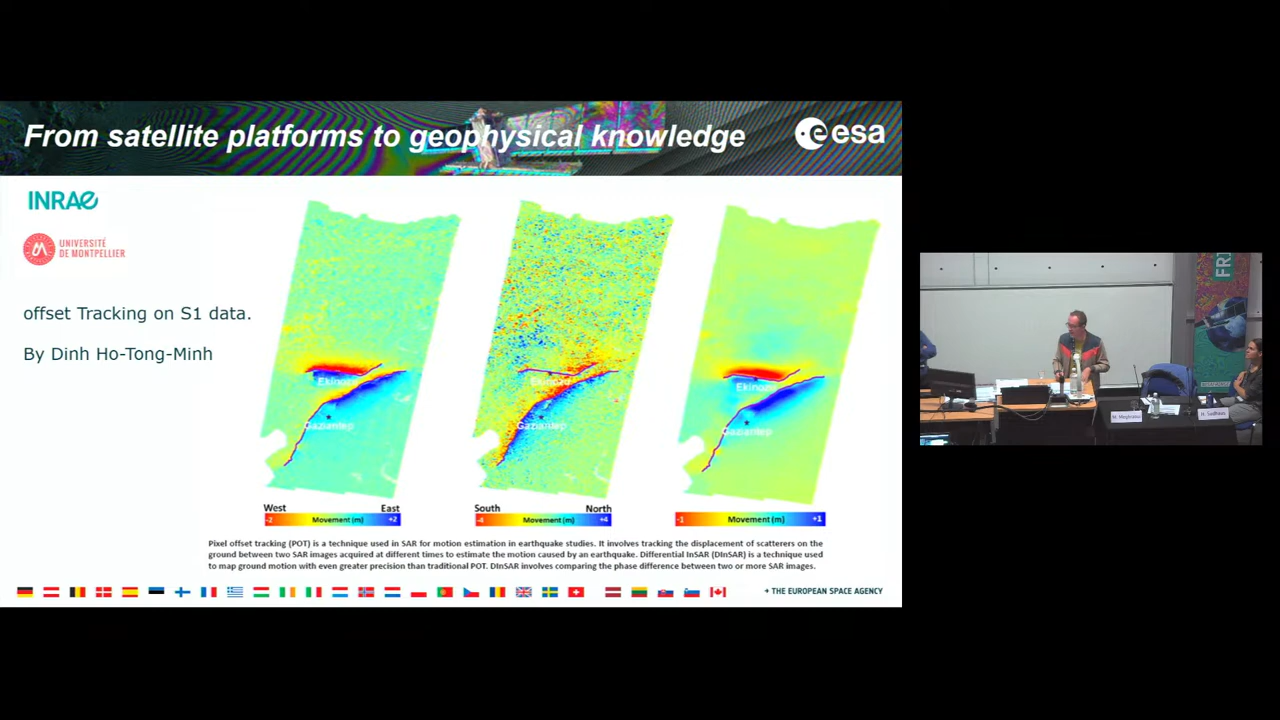 From satellite platforms to geophysical knowledge
esa
INRAE
UNIVERSITÉ
DE MONTPELLIER
offset Tracking on S1 data.
By Dinh Ho-Tong-Minh
Gaziantep
Gaziantep
Gaziantep
West East
-2 Movement (m) +2
South North
-4 Movement (m) +4
-1 Movement (m) +1
Pixel offset tracking (POT) is a technique used in SAR for motion estimation in earthquake studies. It involves tracking the displacement of scatterers on the
ground between two SAR images acquired at different times to estimate the motion caused by an earthquake. Differential InSAR (DInSAR) is a technique used
to map ground motion with even greater precision than traditional POT. DInSAR involves comparing the phase difference between two or more SAR images.
→ THE EUROPEAN SPACE AGENCY
FRI